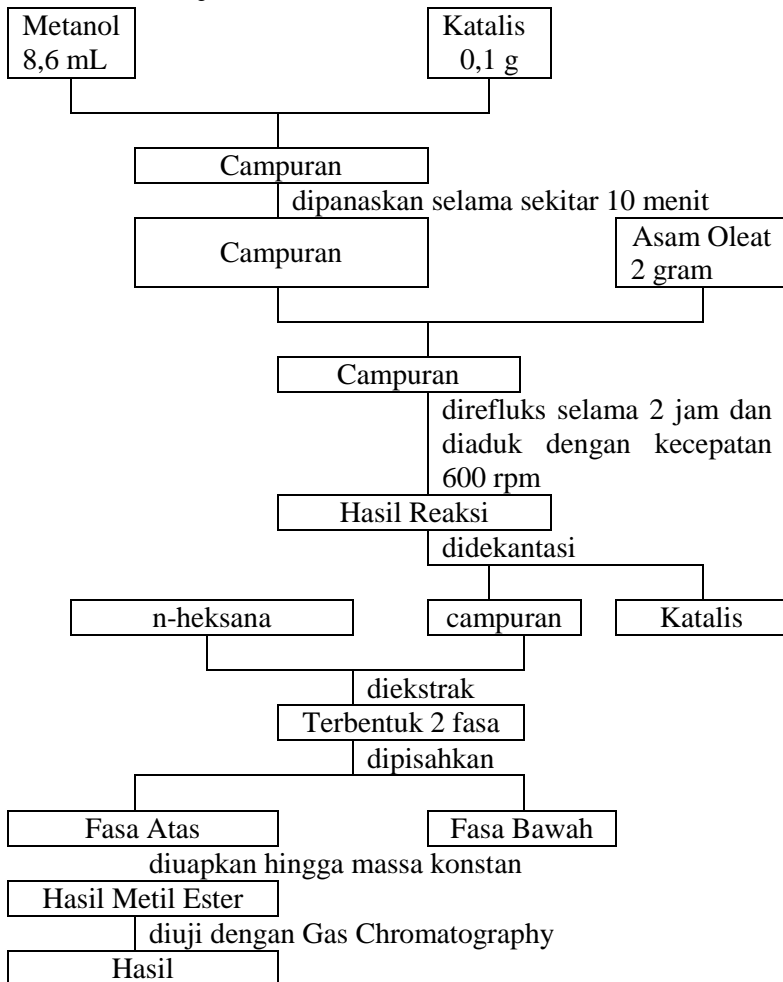 Metanol
8,6 mL
Katalis
0,1 g
Campuran
dipanaskan selama sekitar 10 menit
Campuran
Asam Oleat
2 gram
Campuran
direfluks selama 2 jam dan
diaduk dengan kecepatan
600 rpm
Hasil Reaksi
didekantasi
n-heksana
campuran
Katalis
diekstrak
Terbentuk 2 fasa
dipisahkan
Fasa Atas
Fasa Bawah
diuapkan hingga massa konstan
Hasil Metil Ester
diuji dengan Gas Chromatography
Hasil